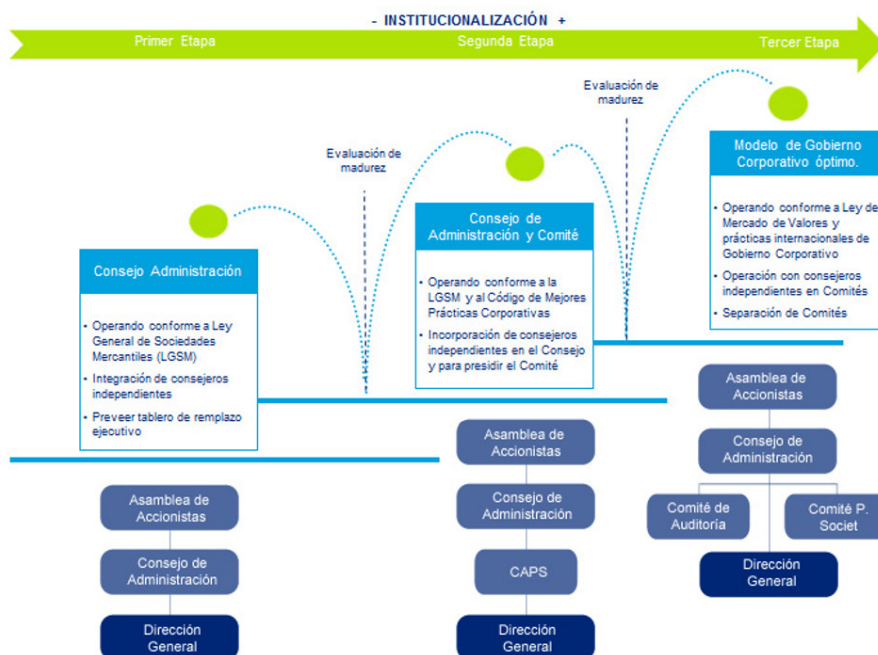 - INSTITUCIONALIZACIÓN +
Primer Etapa
Segunda Etapa
Tercer Etapa
Evaluación de
madurez
Evaluación de
madurez
Consejo Administración
• Operando conforme a Ley
General de Sociedades
Mercantiles (LGSM)
• Integración de consejeros
independientes
• Preveer tablero de remplazo
ejecutivo
Consejo de
Administración y Comité
• Operando conforme a la
LGSM y al Código de Mejores
Prácticas Corporativas
• Incorporación de consejeros
independientes en el Consejo
y para presidir el Comité
Modelo de Gobierno
Corporativo óptimo.
• Operando conforme a Ley de
Mercado de Valores y
prácticas internacionales de
Gobierno Corporativo
• Operación con consejeros
independientes en Comités
• Separación de Comités
Asamblea de
Accionistas
Consejo de
Administración
Dirección
General
Asamblea de
Accionistas
Consejo de
Administración
CAPS
Dirección
General
Asamblea de
Accionistas
Consejo de
Administración
Comité de
Auditoría
Comité P.
Societ
Dirección
General